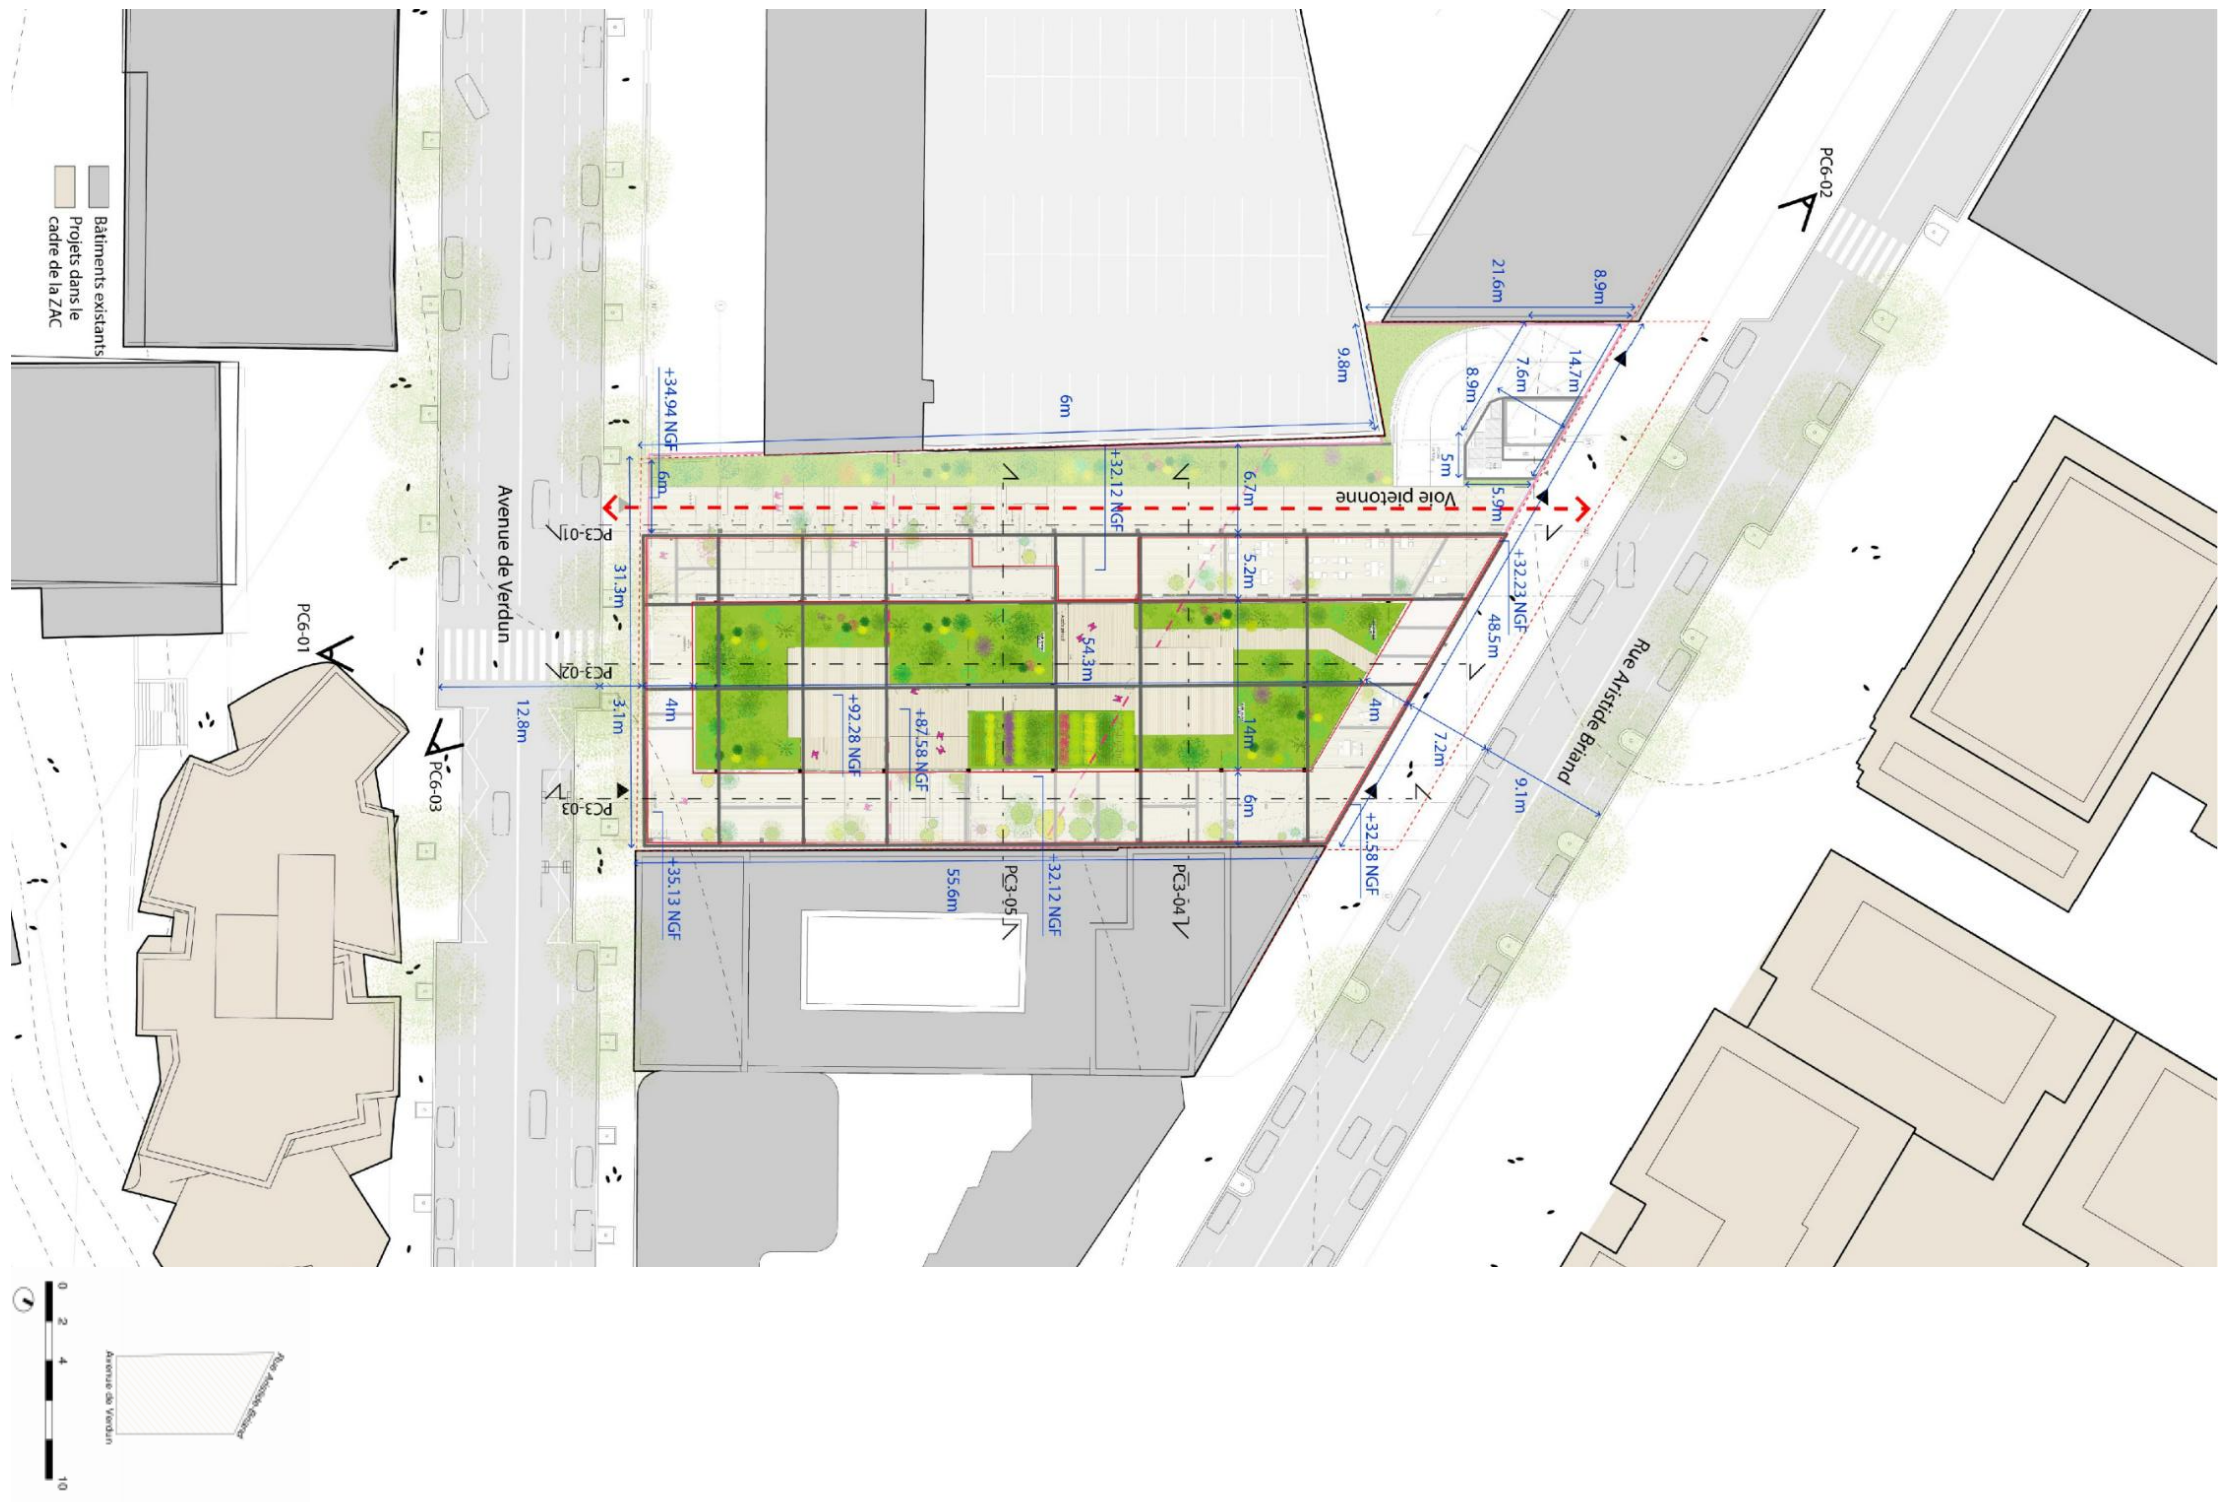 PC6-02
Bâtiments existants
Projets dans le
cadre de la ZAC
21.6m
8.9m
9.8m
14.7m
7.6m
8.9m
6m
5m
5.9m
+34.94 NGF
6m
+32.12 NGF
6.7m
Voie piétonne
Avenue de Verdun
PC3-01
31.3m
5.2m
+32.23 NGF
48.5m
PC6-01
54.3m
PC3-02
3.1m
12.8m
4m
+92.28 NGF
+87.58 NGF
14m
4m
7.2m
9.1m
Rue Aristide Briand
PC6-03
PC3-03
6m
+35.13 NGF
55.6m
PC3-05
+32.12 NGF
PC3-04
+32.58 NGF
0
2
4
10
Avenue de Verdun
Rue Aristide Briand